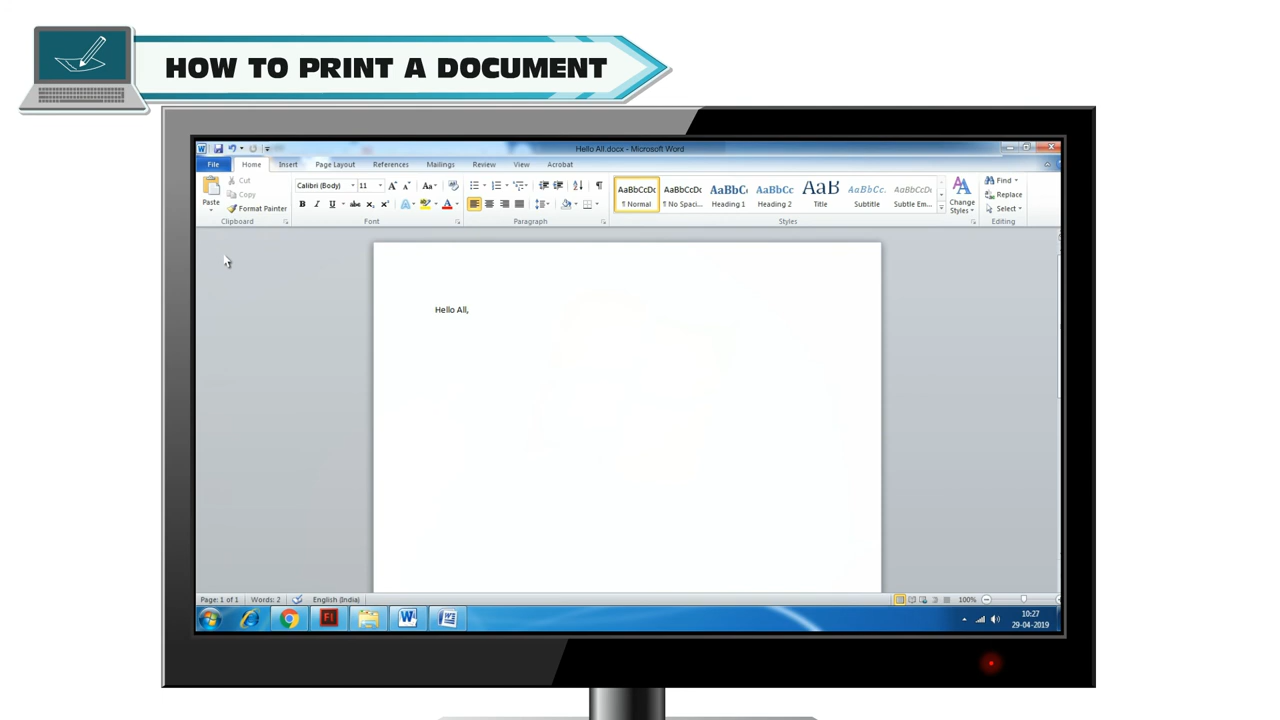 HOW TO PRINT A DOCUMENT
Hello All.docx - Microsoft Word
File Home Insert Page Layout References Mailings Review View Acrobat
Paste
Cut
Copy
Format Painter
Clipboard
Calibri (Body) 11
Font
Paragraph
AaBbCcDc AaBbCcDc AaBbC AaBbCc AaB AaBbCc. AaBbCcDc
¶ Normal ¶ No Spaci... Heading 1 Heading 2 Title Subtitle Subtle Em...
Change
Styles
Styles
Find
Replace
Select
Editing
Hello All,
Page: 1 of 1 Words: 2 English (India) 100%
10:27
29-04-2019